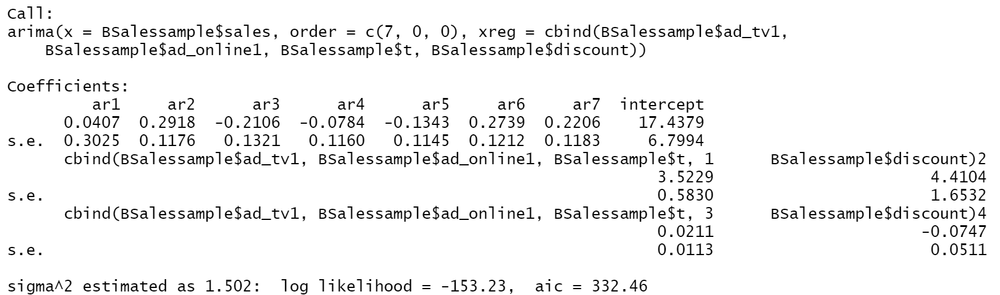 Call:
arima(x = BSalessample$sales, order = c(7, 0, 0), xreg = cbind(BSalessample$ad_tv1,
    BSalessample$ad_online1, BSalessample$t, BSalessample$discount))

Coefficients:
         ar1     ar2      ar3      ar4      ar5     ar6     ar7  intercept
      0.0407  0.2918  -0.2106  -0.0784  -0.1343  0.2739  0.2206    17.4379
s.e.  0.3025  0.1176   0.1321   0.1160   0.1145  0.1212  0.1183     6.7994
      cbind(BSalessample$ad_tv1, BSalessample$ad_online1, BSalessample$t, 1      BSalessample$discount)2
                                                                     3.5229                       4.4104
s.e.                                                                 0.5830                       1.6532
      cbind(BSalessample$ad_tv1, BSalessample$ad_online1, BSalessample$t, 3      BSalessample$discount)4
                                                                     0.0211                      -0.0747
s.e.                                                                 0.0113                       0.0511

sigma^2 estimated as 1.502:  log likelihood = -153.23,  aic = 332.46